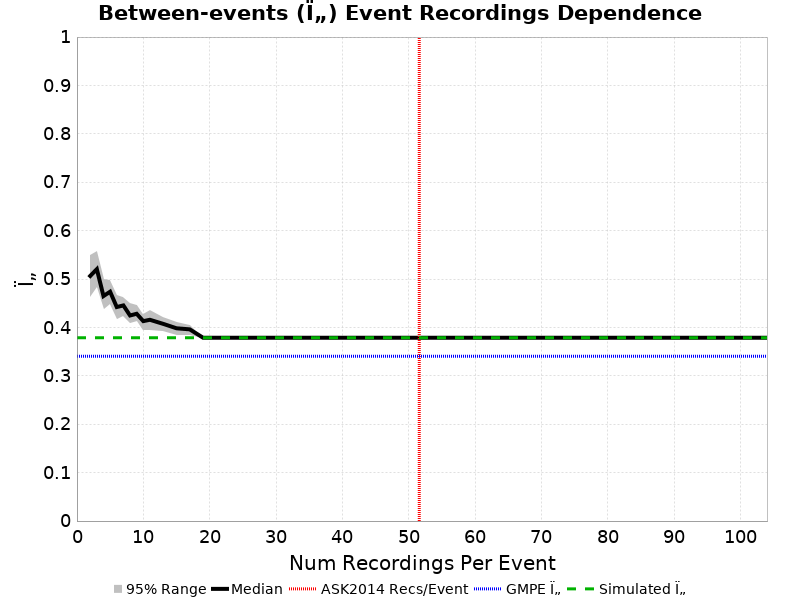 Between-events (Ï„) Event Recordings Dependence
1
0.9
0.8
0.7
0.6
0.5
0.4
0.3
0.2
0.1
0
Ï„
0 10 20 30 40 50 60 70 80 90 100
Num Recordings Per Event
95% Range Median ASK2014 Recs/Event GMPE Ï„ Simulated Ï„